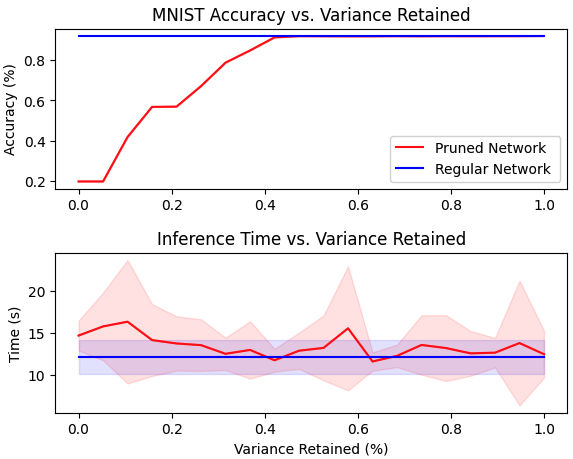 MNIST Accuracy vs. Variance Retained
Accuracy (%)
0.8
0.6
0.4
0.2
Pruned Network
Regular Network
0.0 0.2 0.4 0.6 0.8 1.0
Inference Time vs. Variance Retained
Time (s)
20
15
10
0.0 0.2 0.4 0.6 0.8 1.0
Variance Retained (%)